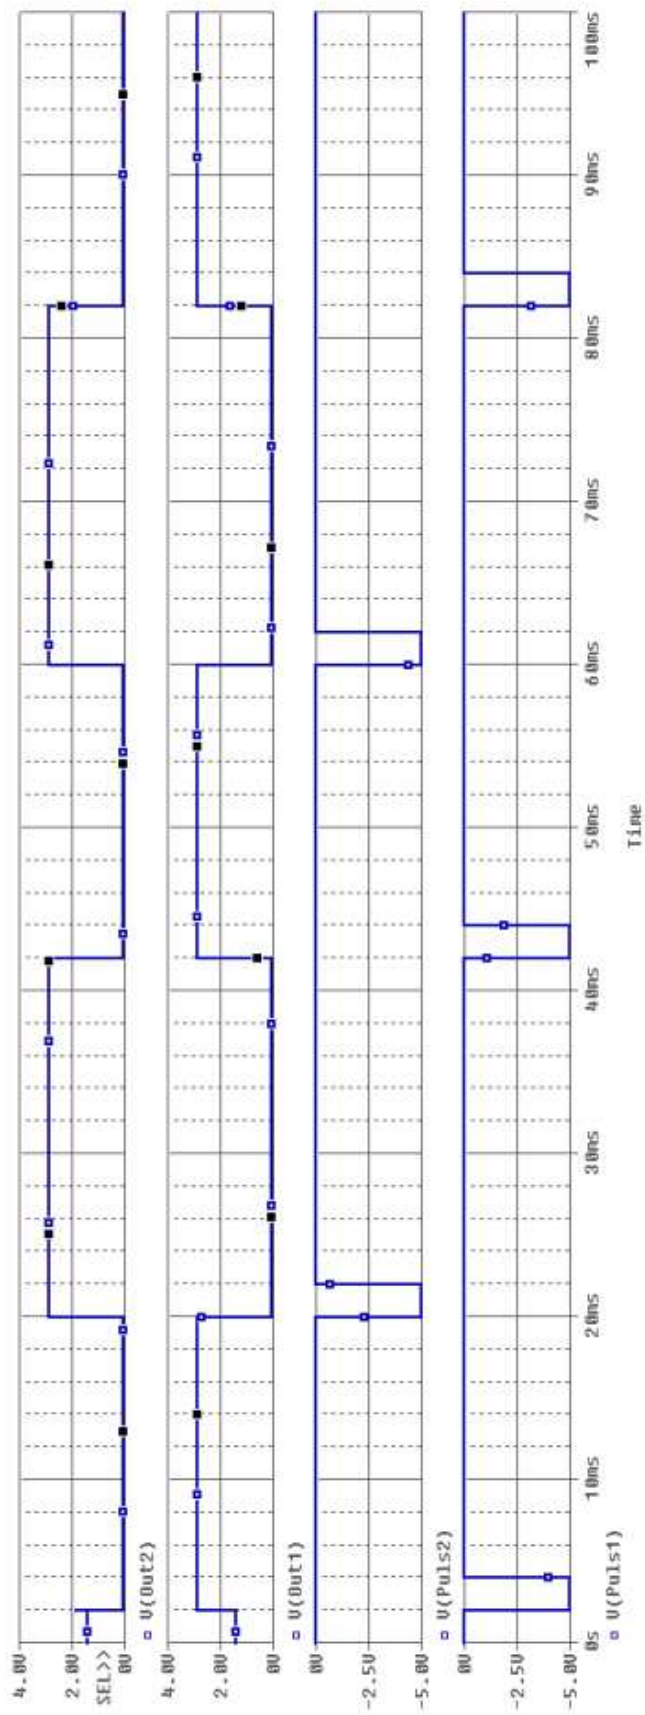 4.0V
2.0V
SEL>>
0V
V(Out2)
4.0V
2.0V
0V
V(Out1)
0V
-2.5V
-5.0V
V(Puls2)
0V
-2.5V
-5.0V
0s 10ms 20ms 30ms 40ms 50ms 60ms 70ms 80ms 90ms 100ms
V(Puls1)
Time